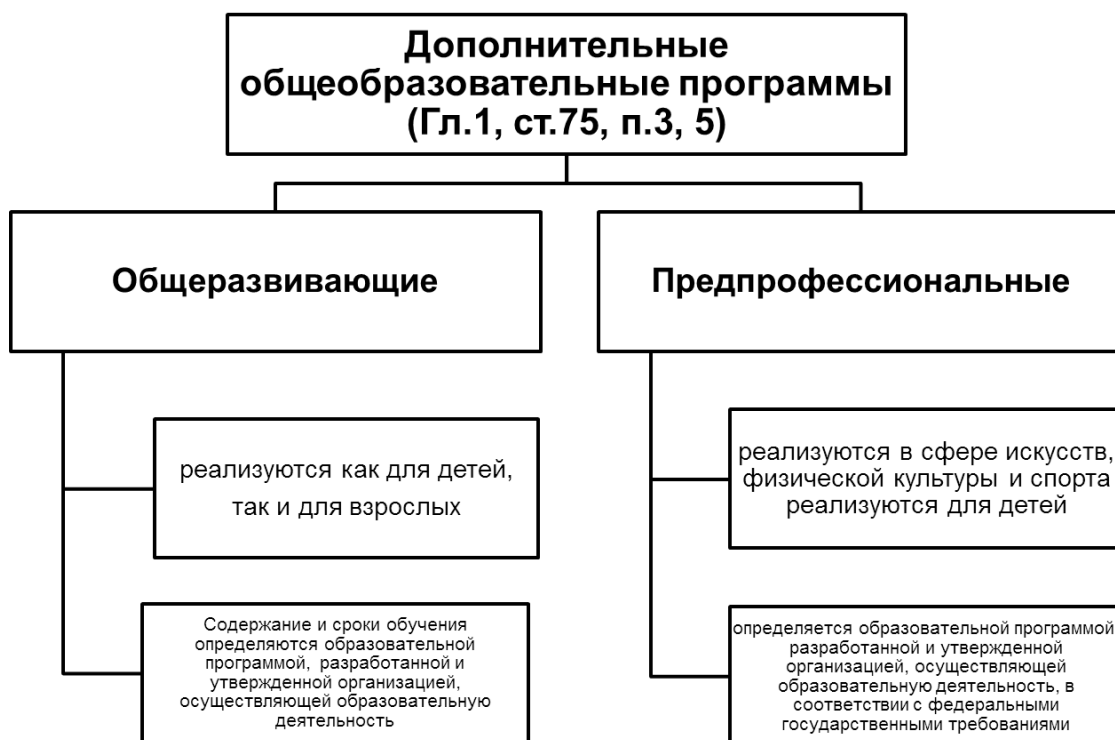 Дополнительные
общеобразовательные программы
(Гл.1, ст.75, п.3, 5)
Общеразвивающие
Предпрофессиональные
реализуются как для детей,
так и для взрослых
реализуются в сфере искусств,
физической культуры и спорта
реализуются для детей
Содержание и сроки обучения
определяются образовательной
программой, разработанной и
утвержденной организацией,
осуществляющей образовательную
деятельность
определяется образовательной программой
разработанной и утвержденной
организацией, осуществляющей
образовательную деятельность, в
соответствии с федеральными
государственными требованиями